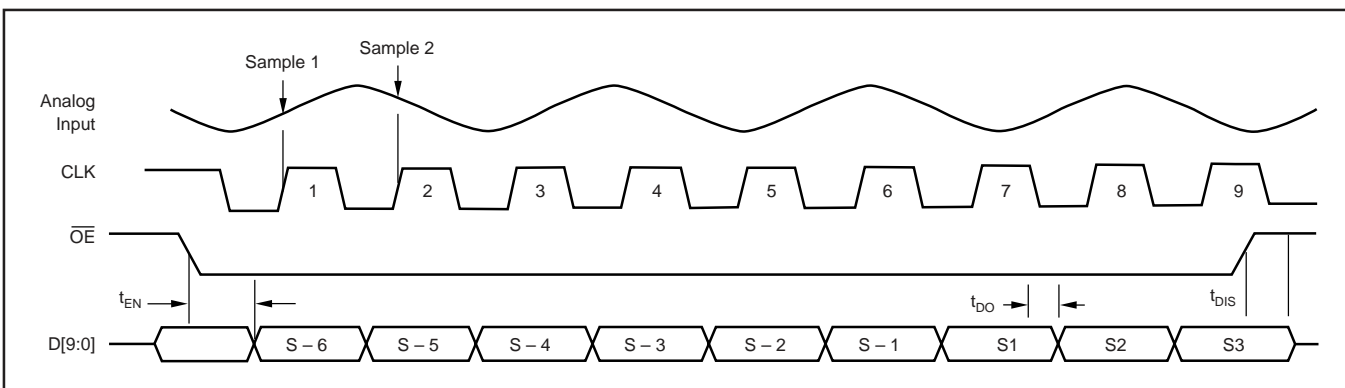 Sample 1
Sample 2
Analog
Input
CLK
1 2 3 4 5 6 7 8 9
OE
tEN
tDO
tDIS
D[9:0]
S – 6 S – 5 S – 4 S – 3 S – 2 S – 1 S1 S2 S3